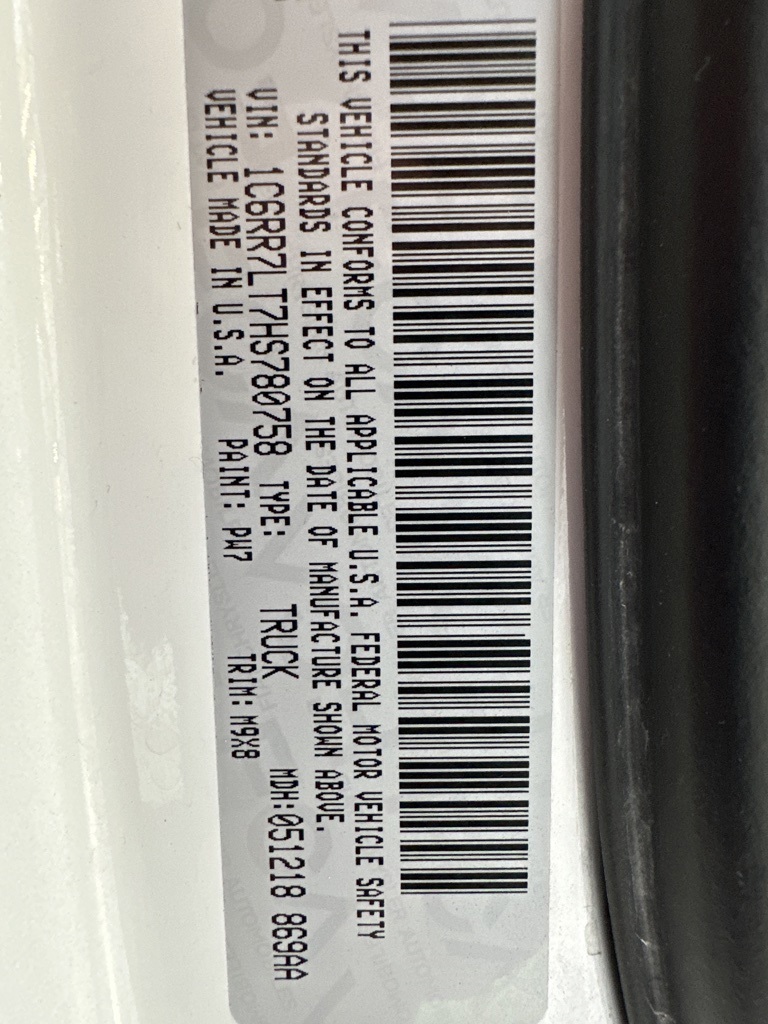 THIS VEHICLE CONFORMS TO ALL APPLICABLE U.S.A. FEDERAL MOTOR VEHICLE SAFETY
STANDARDS IN EFFECT ON THE DATE OF MANUFACTURE SHOWN ABOVE.
VIN: 1C6RR7LT7HS780758 TYPE: TRUCK MDH:051218 869AA
VEHICLE MADE IN U.S.A. PAINT: PW7 TRIM:M9X8